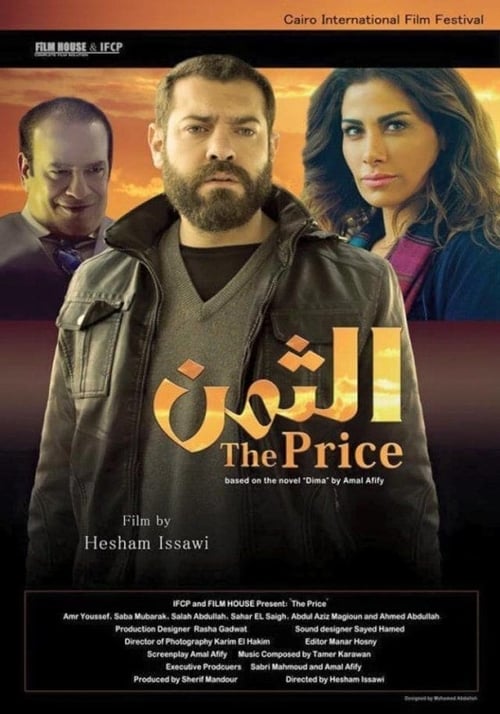 Cairo International Film Festival
FILM HOUSE & IFCP
COMPLETE FILM SOLUTION
الثمن
The Price
based on the novel "Dima" by Amal Afify
Film by
Hesham Issawi
IFCP and FILM HOUSE Present: "The Price"
Amr Youssef, Saba Mubarak, Salah Abdullah, Sahar EL Saigh, Abdul Aziz Magioun and Ahmed Abdullah
Production Designer Rasha Gadwat Sound designer Sayed Hamed
Director of Photography Karim El Hakim Editor Manar Hosny
Screenplay Amal Afify Music Composed by Tamer Karawan
Executive Prodcuers Sabri Mahmoud and Amal Afify
Produced by Sherif Mandour Directed by Hesham Issawi
Designed by Mohamed Abdallah